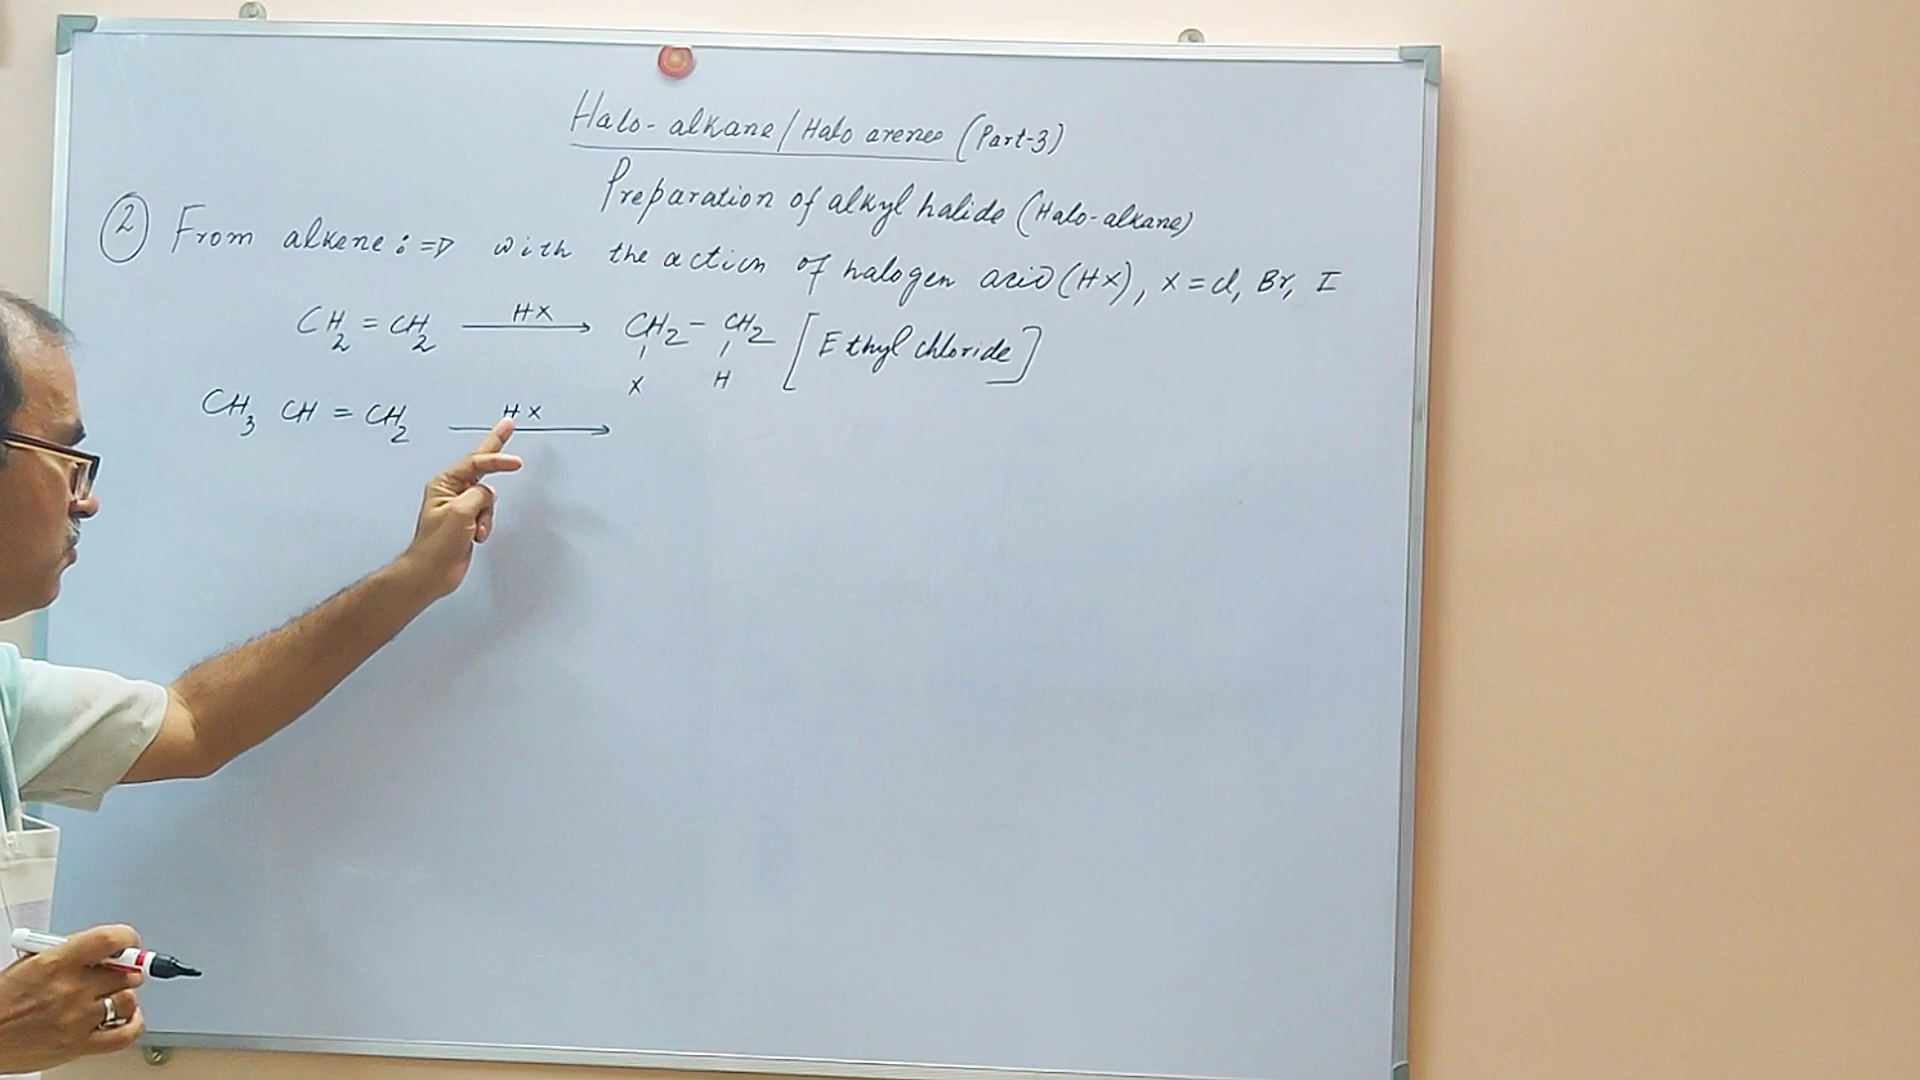 Halo-alkane/Halo arenes (Part-3)
Preparation of alkyl halide (Halo-alkane)
② From alkene :⇒ with the action of halogen acid (HX), X = Cl, Br, I
CH2 = CH2 —HX→ CH2 - CH2 [Ethyl chloride]
X H
CH3 CH = CH2 —HX→